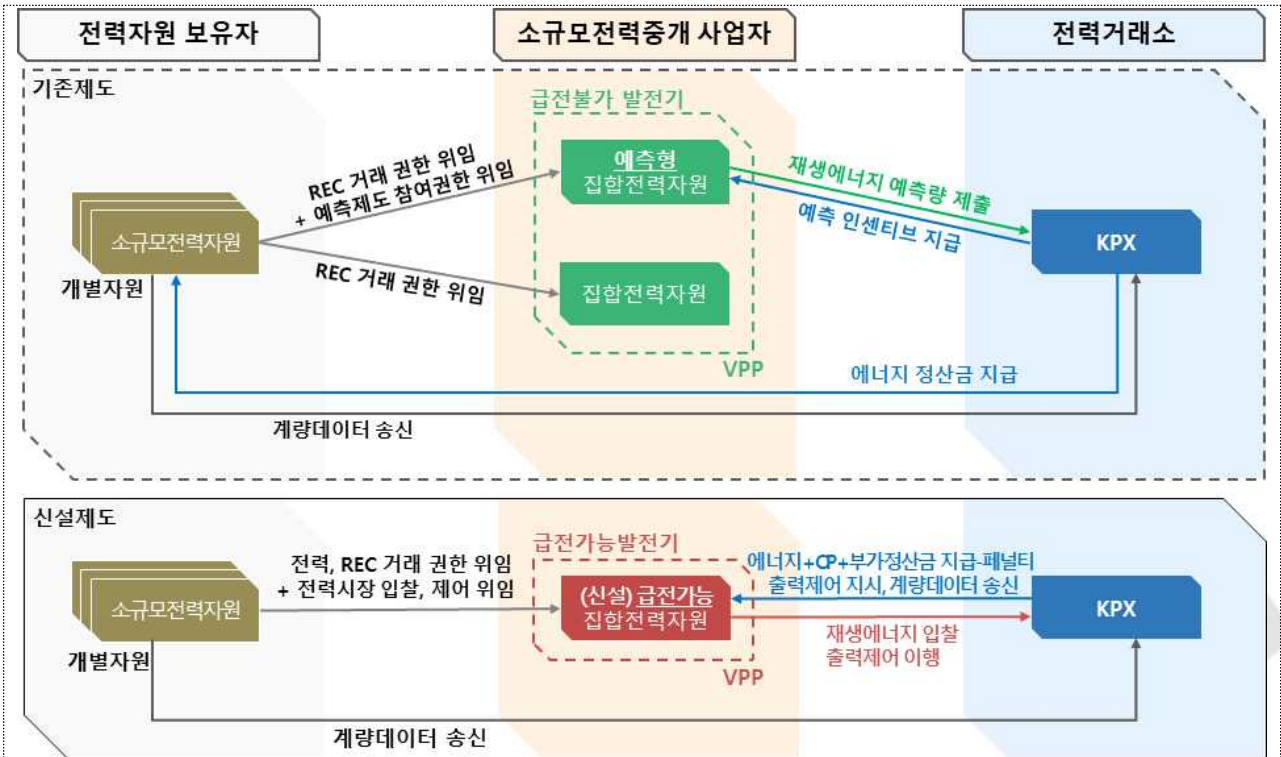 전력자원 보유자
소규모전력중개 사업자
전력거래소
기존제도
급전불가 발전기
REC 거래 권한 위임
+ 예측제도 참여권한 위임
예측형
집합전력자원
재생에너지 예측량 제출
예측 인센티브 지급
소규모전력자원
KPX
개별자원
REC 거래 권한 위임
집합전력자원
VPP
에너지 정산금 지급
계량데이터 송신
신설제도
급전가능발전기
전력, REC 거래 권한 위임
+ 전력시장 입찰, 제어 위임
에너지+CP+부가정산금 지급-페널티
출력제어 지시, 계량데이터 송신
소규모전력자원
(신설) 급전가능
집합전력자원
KPX
재생에너지 입찰
출력제어 이행
개별자원
VPP
계량데이터 송신